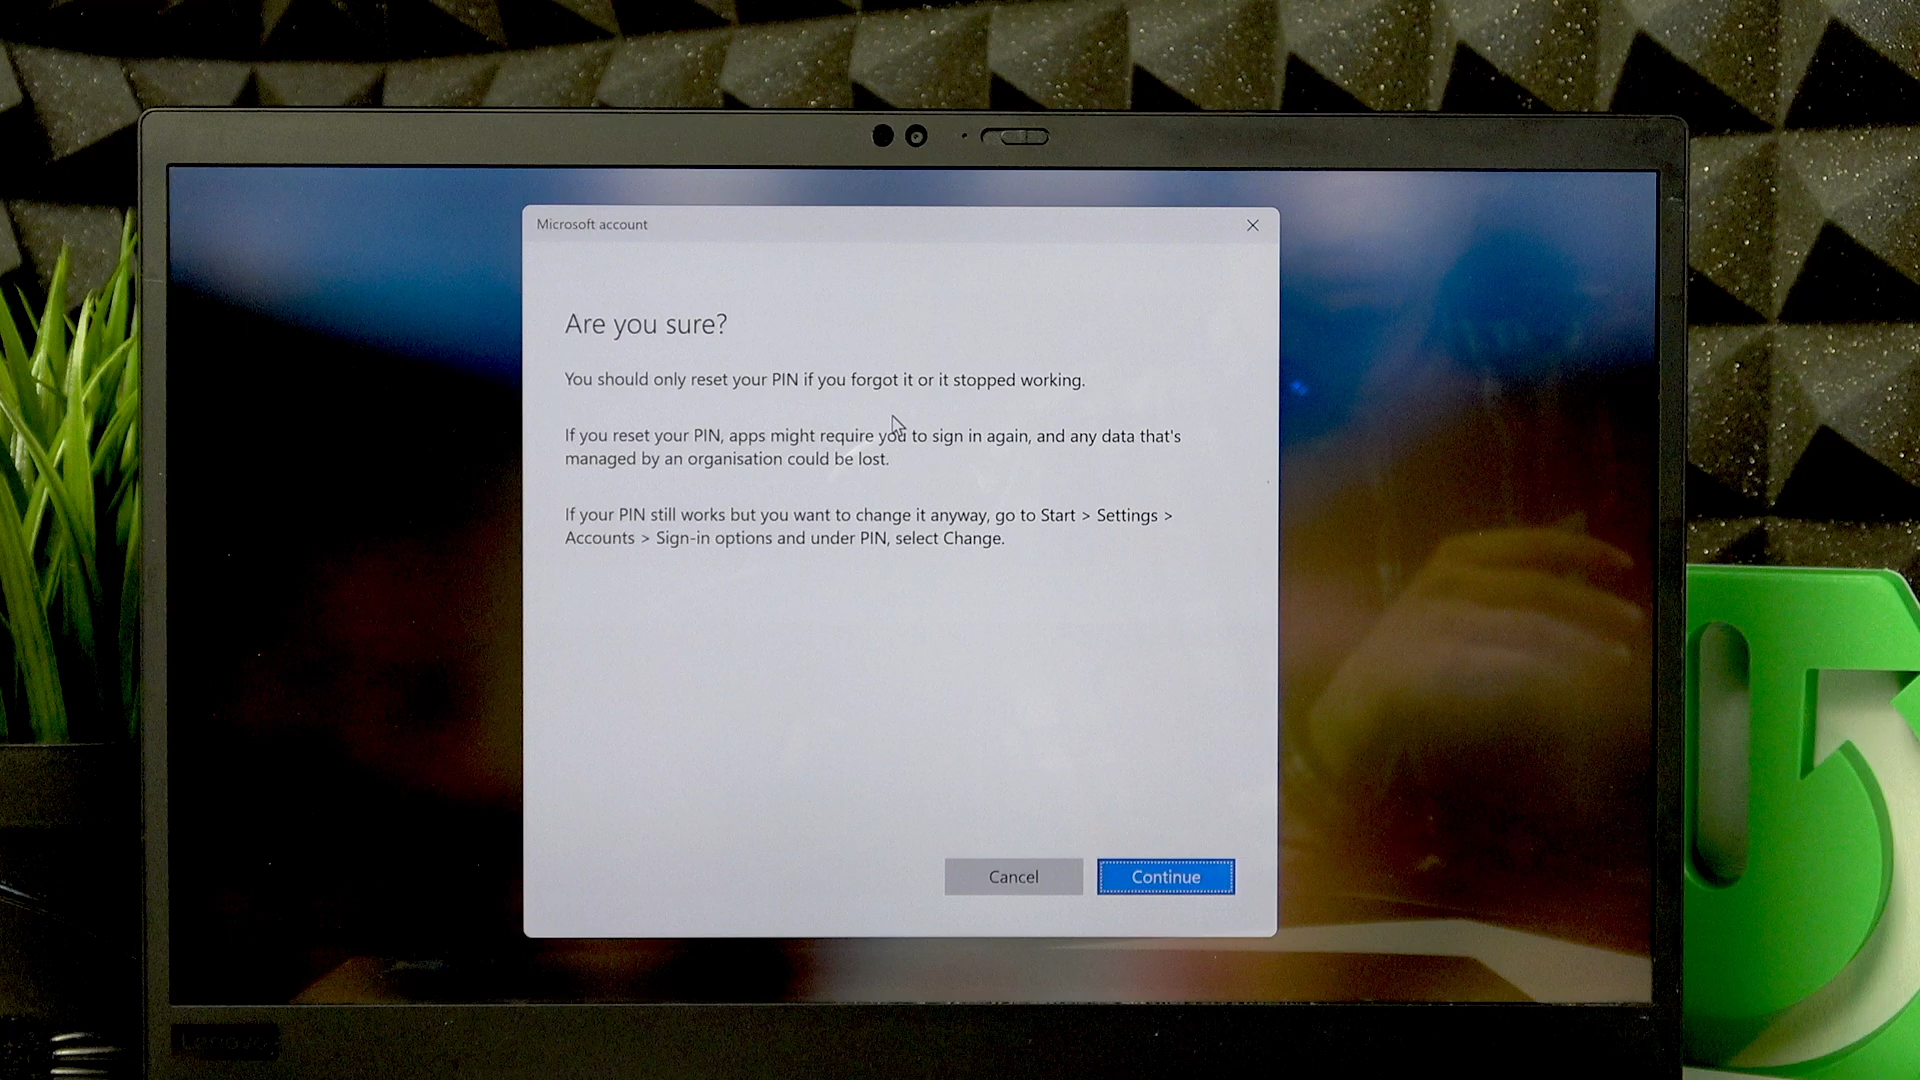 Microsoft account
Are you sure?
You should only reset your PIN if you forgot it or it stopped working.
If you reset your PIN, apps might require you to sign in again, and any data that's
managed by an organisation could be lost.
If your PIN still works but you want to change it anyway, go to Start > Settings >
Accounts > Sign-in options and under PIN, select Change.
Cancel
Continue
Lenovo